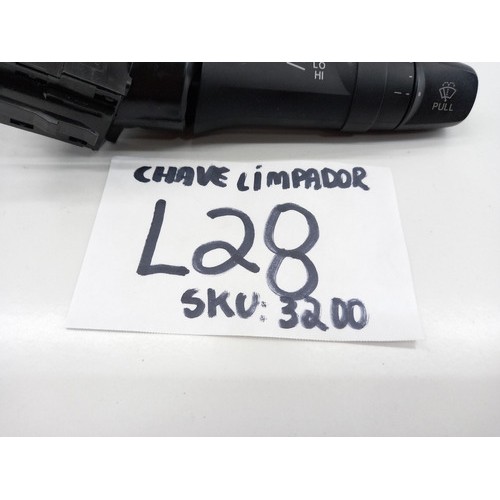 LO
HI
PULL
CHAVE LIMPADOR
L28
SKU: 3200